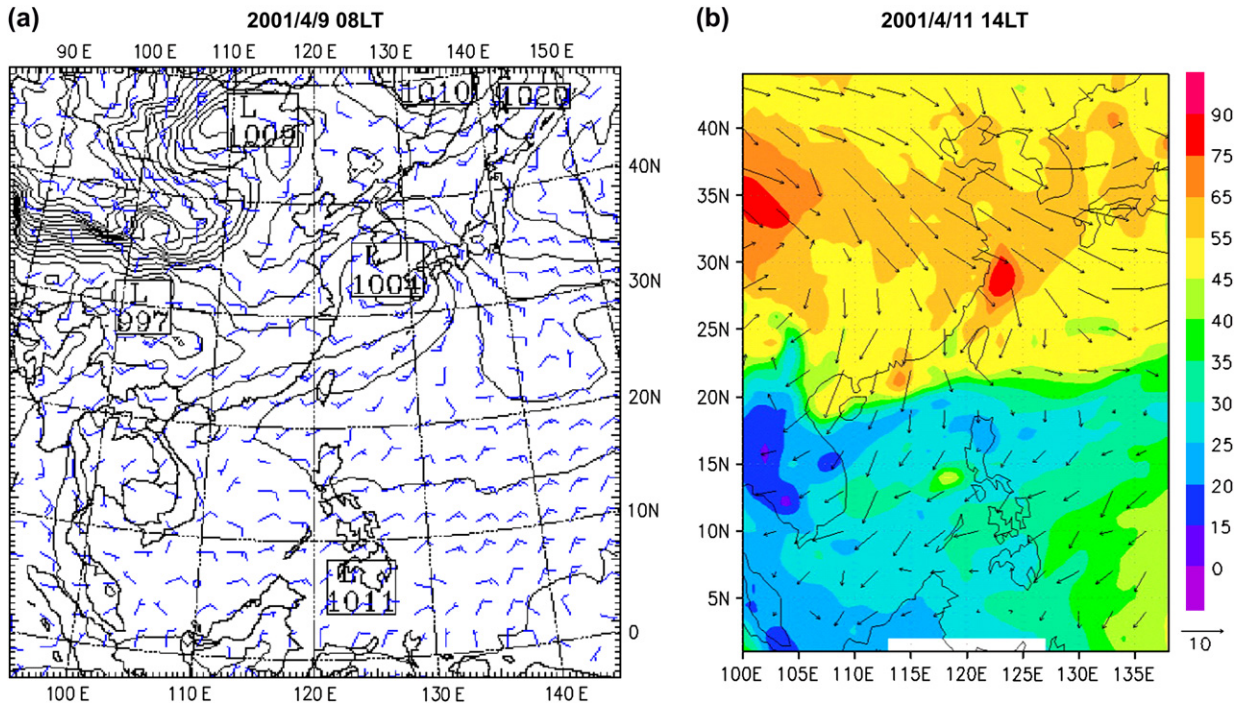 (a) 2001/4/9 08LT
90 E 100 E 110 E 120 E 130 E 140 E 150 E
L
1009
1010
1020
40N
L
1004
30N
L
997
20N
10N
L
1011
0
100 E 110 E 120 E 130 E 140 E
(b) 2001/4/11 14LT
40N
35N
30N
25N
20N
15N
10N
5N
100E 105E 110E 115E 120E 125E 130E 135E
90
75
65
55
45
40
35
30
25
20
15
0
10